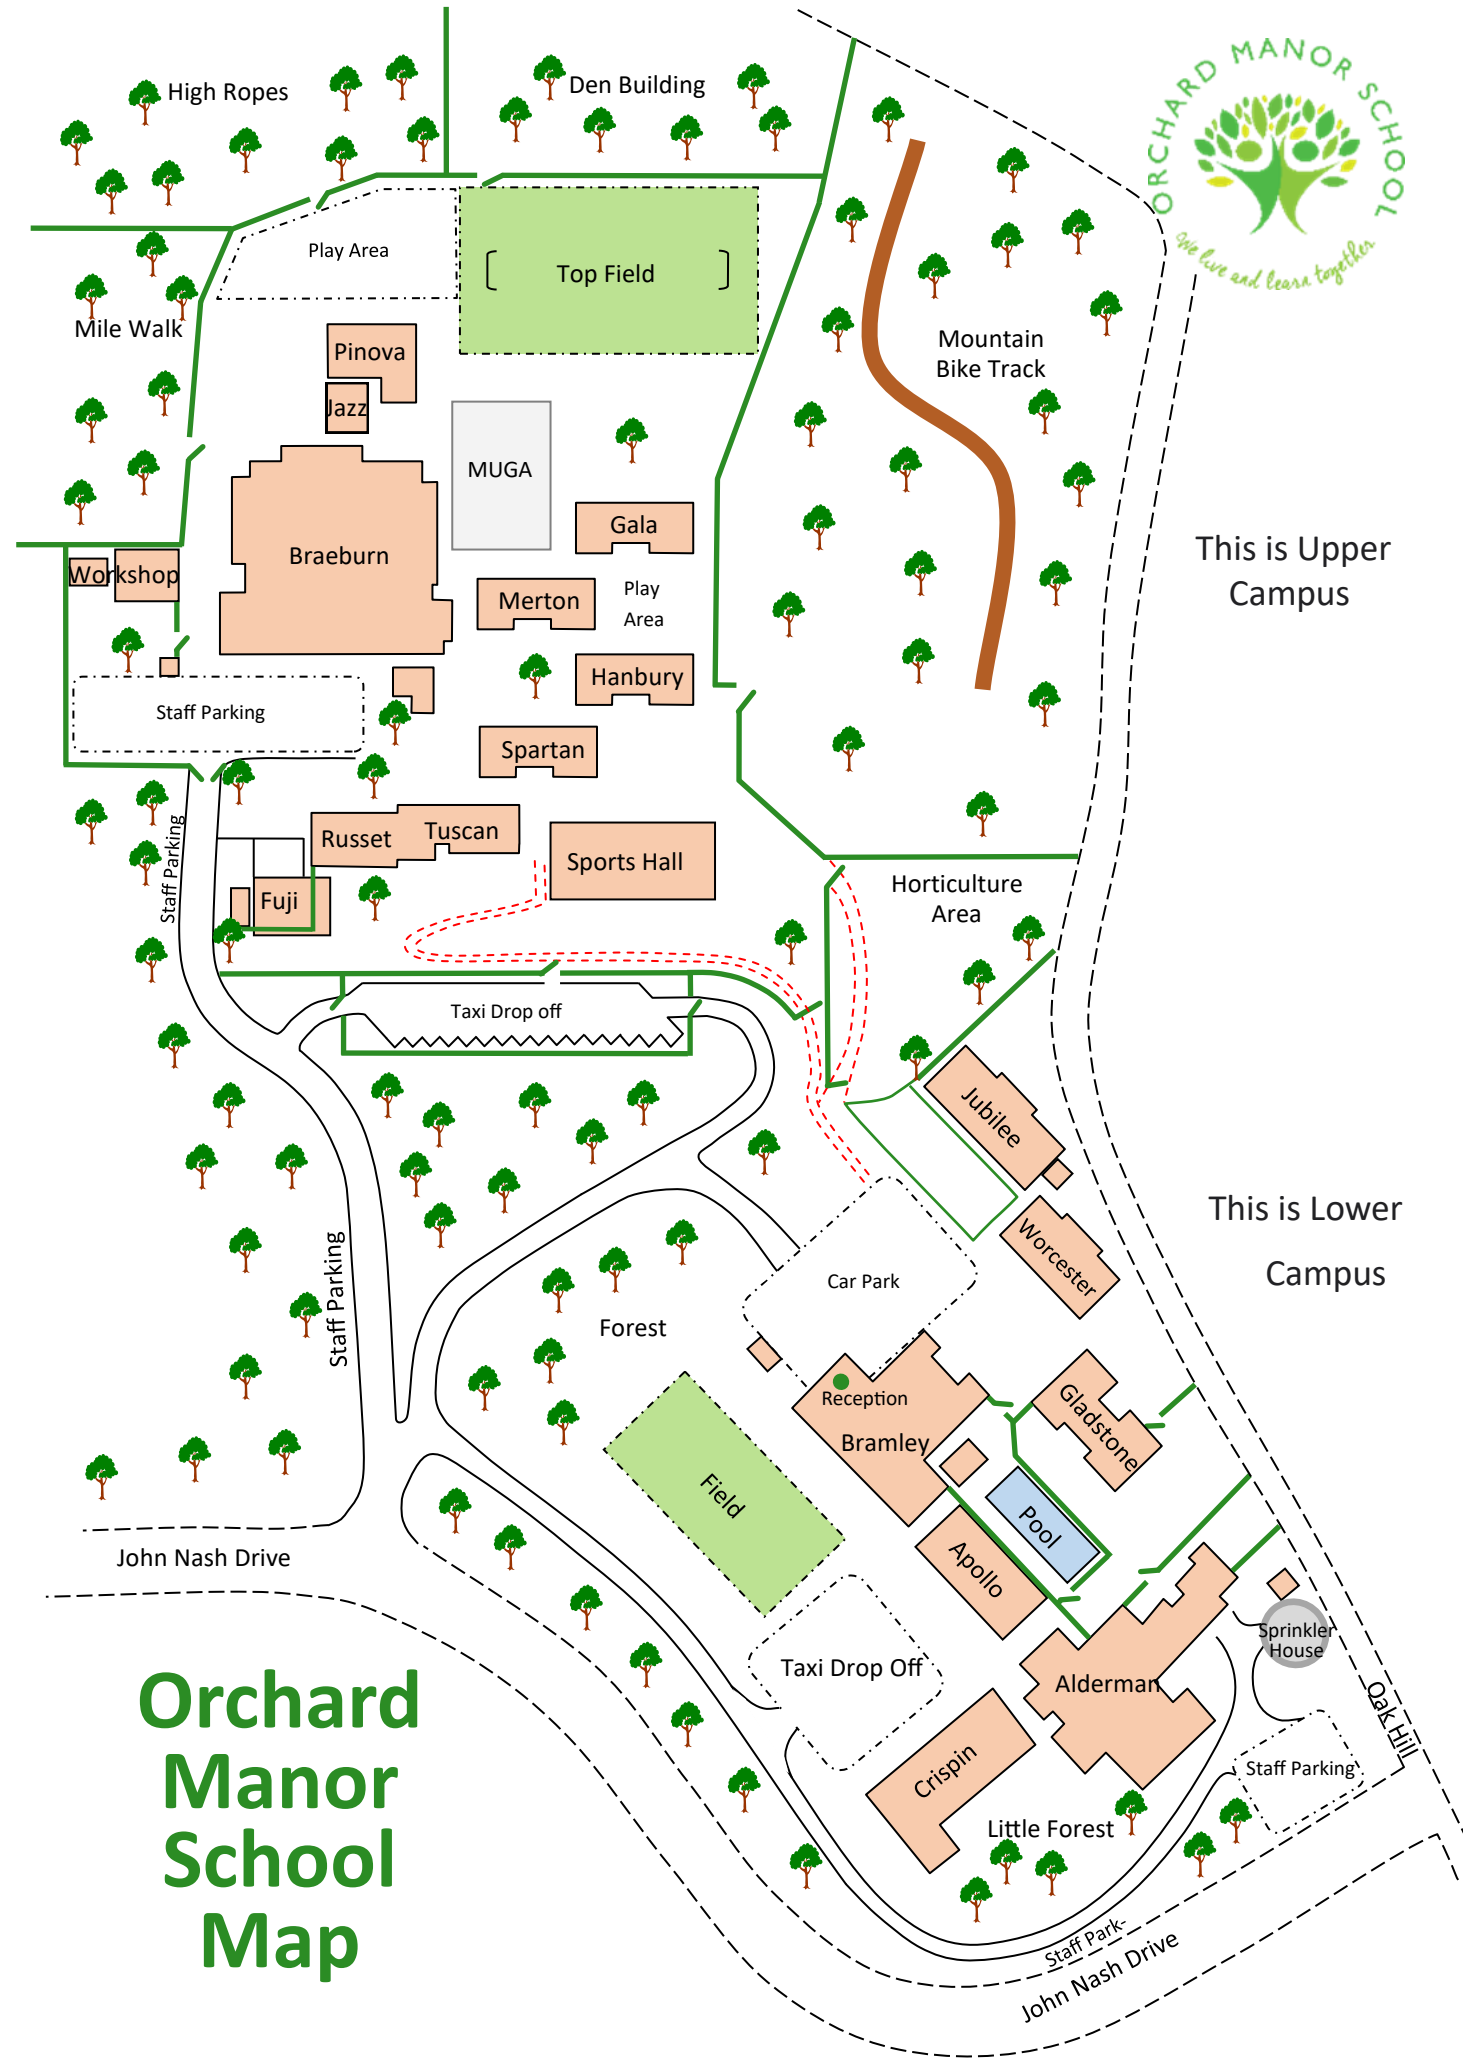 High Ropes
Den Building
ORCHARD MANOR SCHOOL
We live and learn together
Play Area
Top Field
Mile Walk
Pinova
Jazz
Mountain
Bike Track
MUGA
Gala
Braeburn
Workshop
Merton
Play
Area
This is Upper
Campus
Hanbury
Staff Parking
Spartan
Russet
Tuscan
Sports Hall
Staff Parking
Fuji
Horticulture
Area
Taxi Drop off
Jubilee
Worcester
This is Lower
Campus
Car Park
Staff Parking
Forest
Reception
Bramley
Gladstone
Field
Pool
Apollo
John Nash Drive
Taxi Drop Off
Alderman
Sprinkler
House
Oak Hill
Crispin
Staff Parking
Little Forest
Staff Park-
John Nash Drive
Orchard
Manor
School
Map